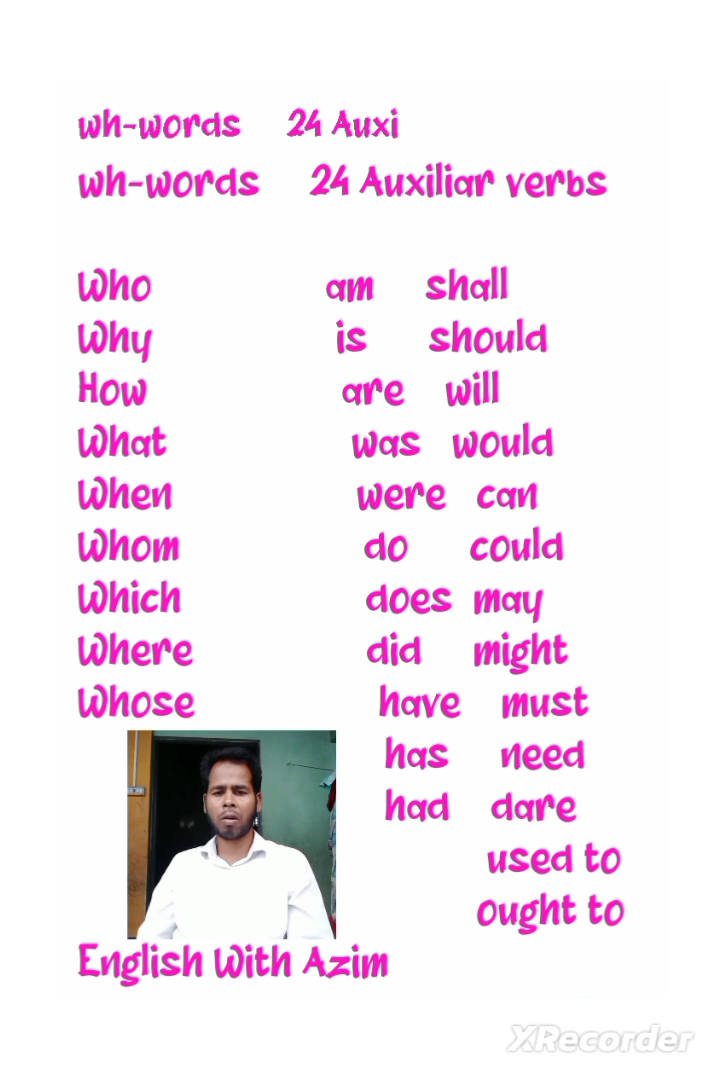 wh-words 24 Auxi
wh-words 24 Auxiliar verbs
Who am shall
Why is should
How are will
What was would
When were can
Whom do could
Which does may
Where did might
Whose have must
has need
had dare
used to
ought to
English With Azim
XRecorder